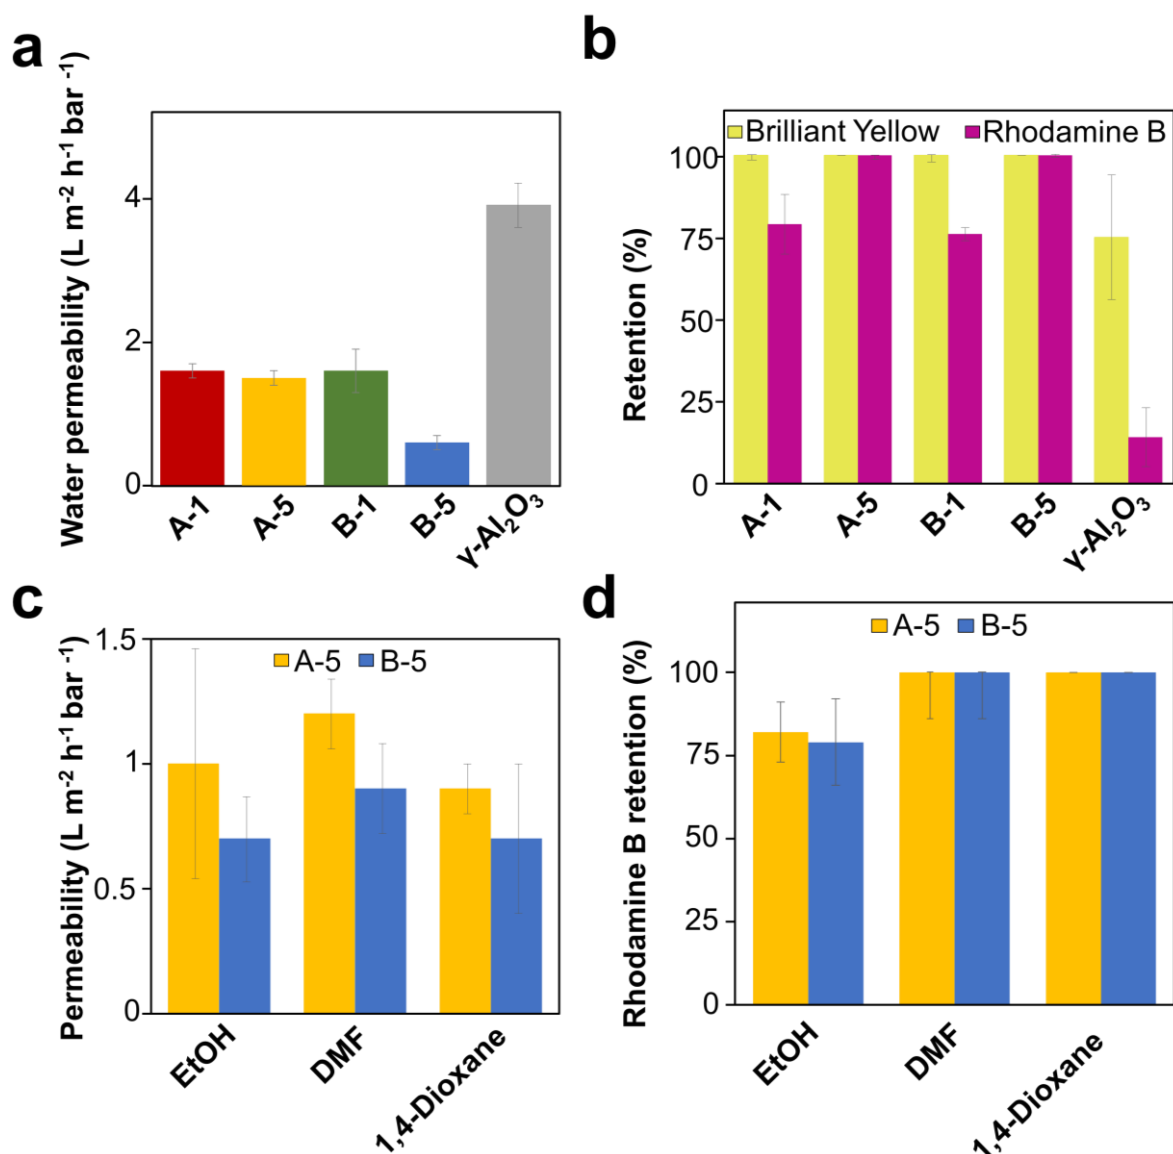 a
Water permeability (L m⁻² h⁻¹ bar ⁻¹)
4
2
0
A-1
A-5
B-1
B-5
γ-Al₂O₃
b
Retention (%)
Brilliant Yellow
Rhodamine B
100
75
50
25
0
A-1
A-5
B-1
B-5
γ-Al₂O₃
c
Permeability (L m⁻² h⁻¹ bar ⁻¹)
A-5
B-5
1.5
1
0.5
0
EtOH
DMF
1,4-Dioxane
d
Rhodamine B retention (%)
A-5
B-5
100
75
50
25
0
EtOH
DMF
1,4-Dioxane